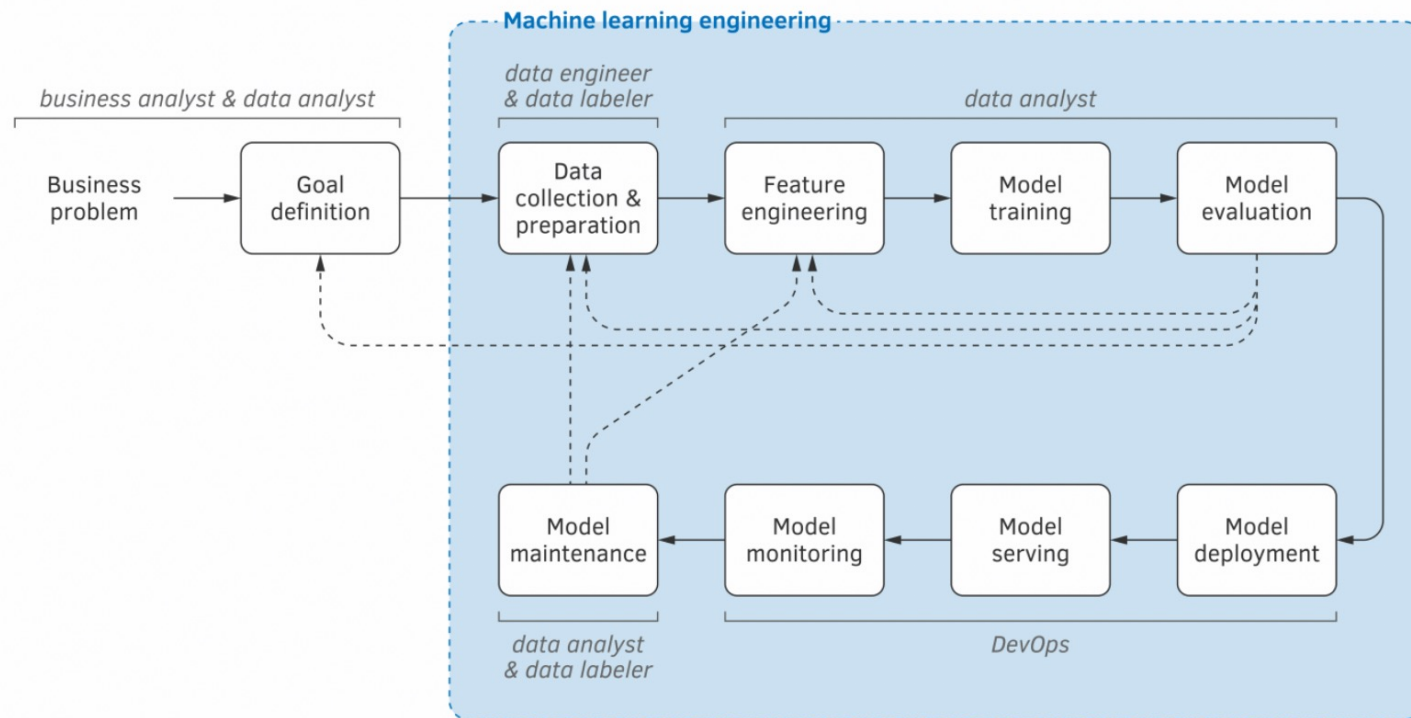 Machine learning engineering
business analyst & data analyst
data engineer
& data labeler
data analyst
Business
problem
Goal
definition
Data
collection &
preparation
Feature
engineering
Model
training
Model
evaluation
Model
maintenance
Model
monitoring
Model
serving
Model
deployment
data analyst
& data labeler
DevOps